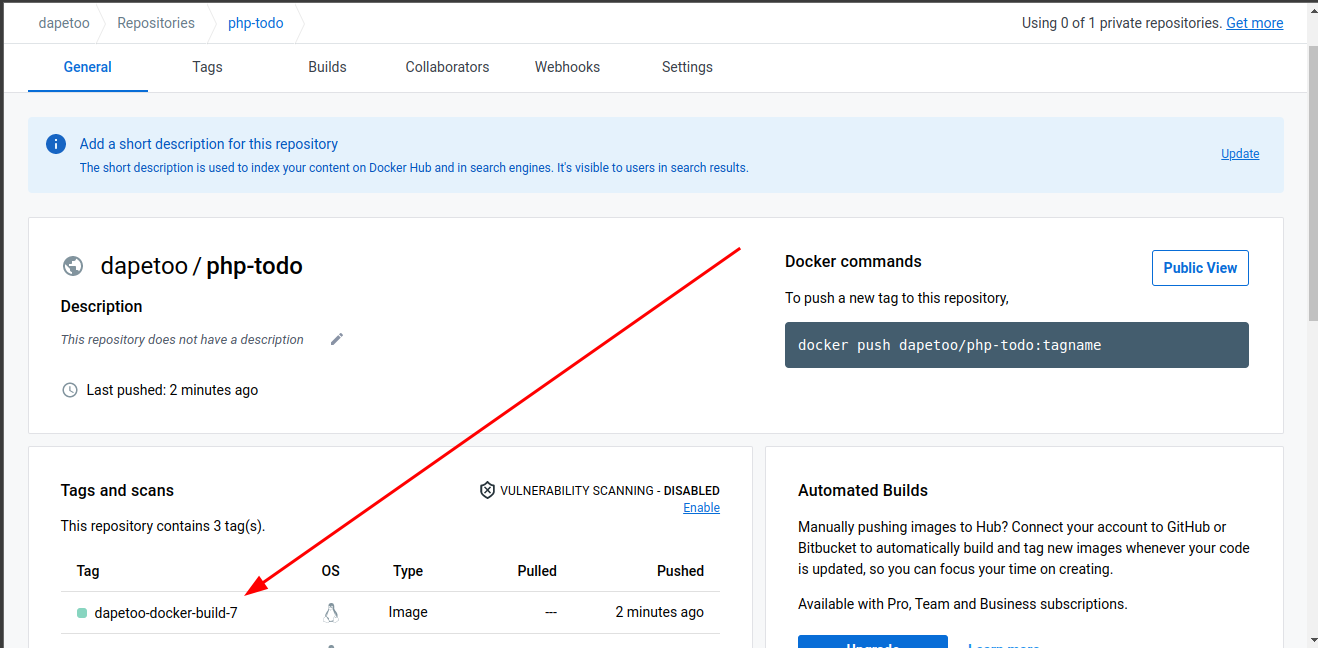 dapetoo Repositories php-todo Using 0 of 1 private repositories. Get more
General Tags Builds Collaborators Webhooks Settings
Add a short description for this repository
The short description is used to index your content on Docker Hub and in search engines. It's visible to users in search results.
Update
dapetoo / php-todo
Description
This repository does not have a description
Last pushed: 2 minutes ago
Docker commands
Public View
To push a new tag to this repository,
docker push dapetoo/php-todo:tagname
Tags and scans
VULNERABILITY SCANNING - DISABLED
Enable
This repository contains 3 tag(s).
Tag OS Type Pulled Pushed
dapetoo-docker-build-7 Image --- 2 minutes ago
Automated Builds
Manually pushing images to Hub? Connect your account to GitHub or
Bitbucket to automatically build and tag new images whenever your code
is updated, so you can focus your time on creating.
Available with Pro, Team and Business subscriptions.
Upgrade Learn more